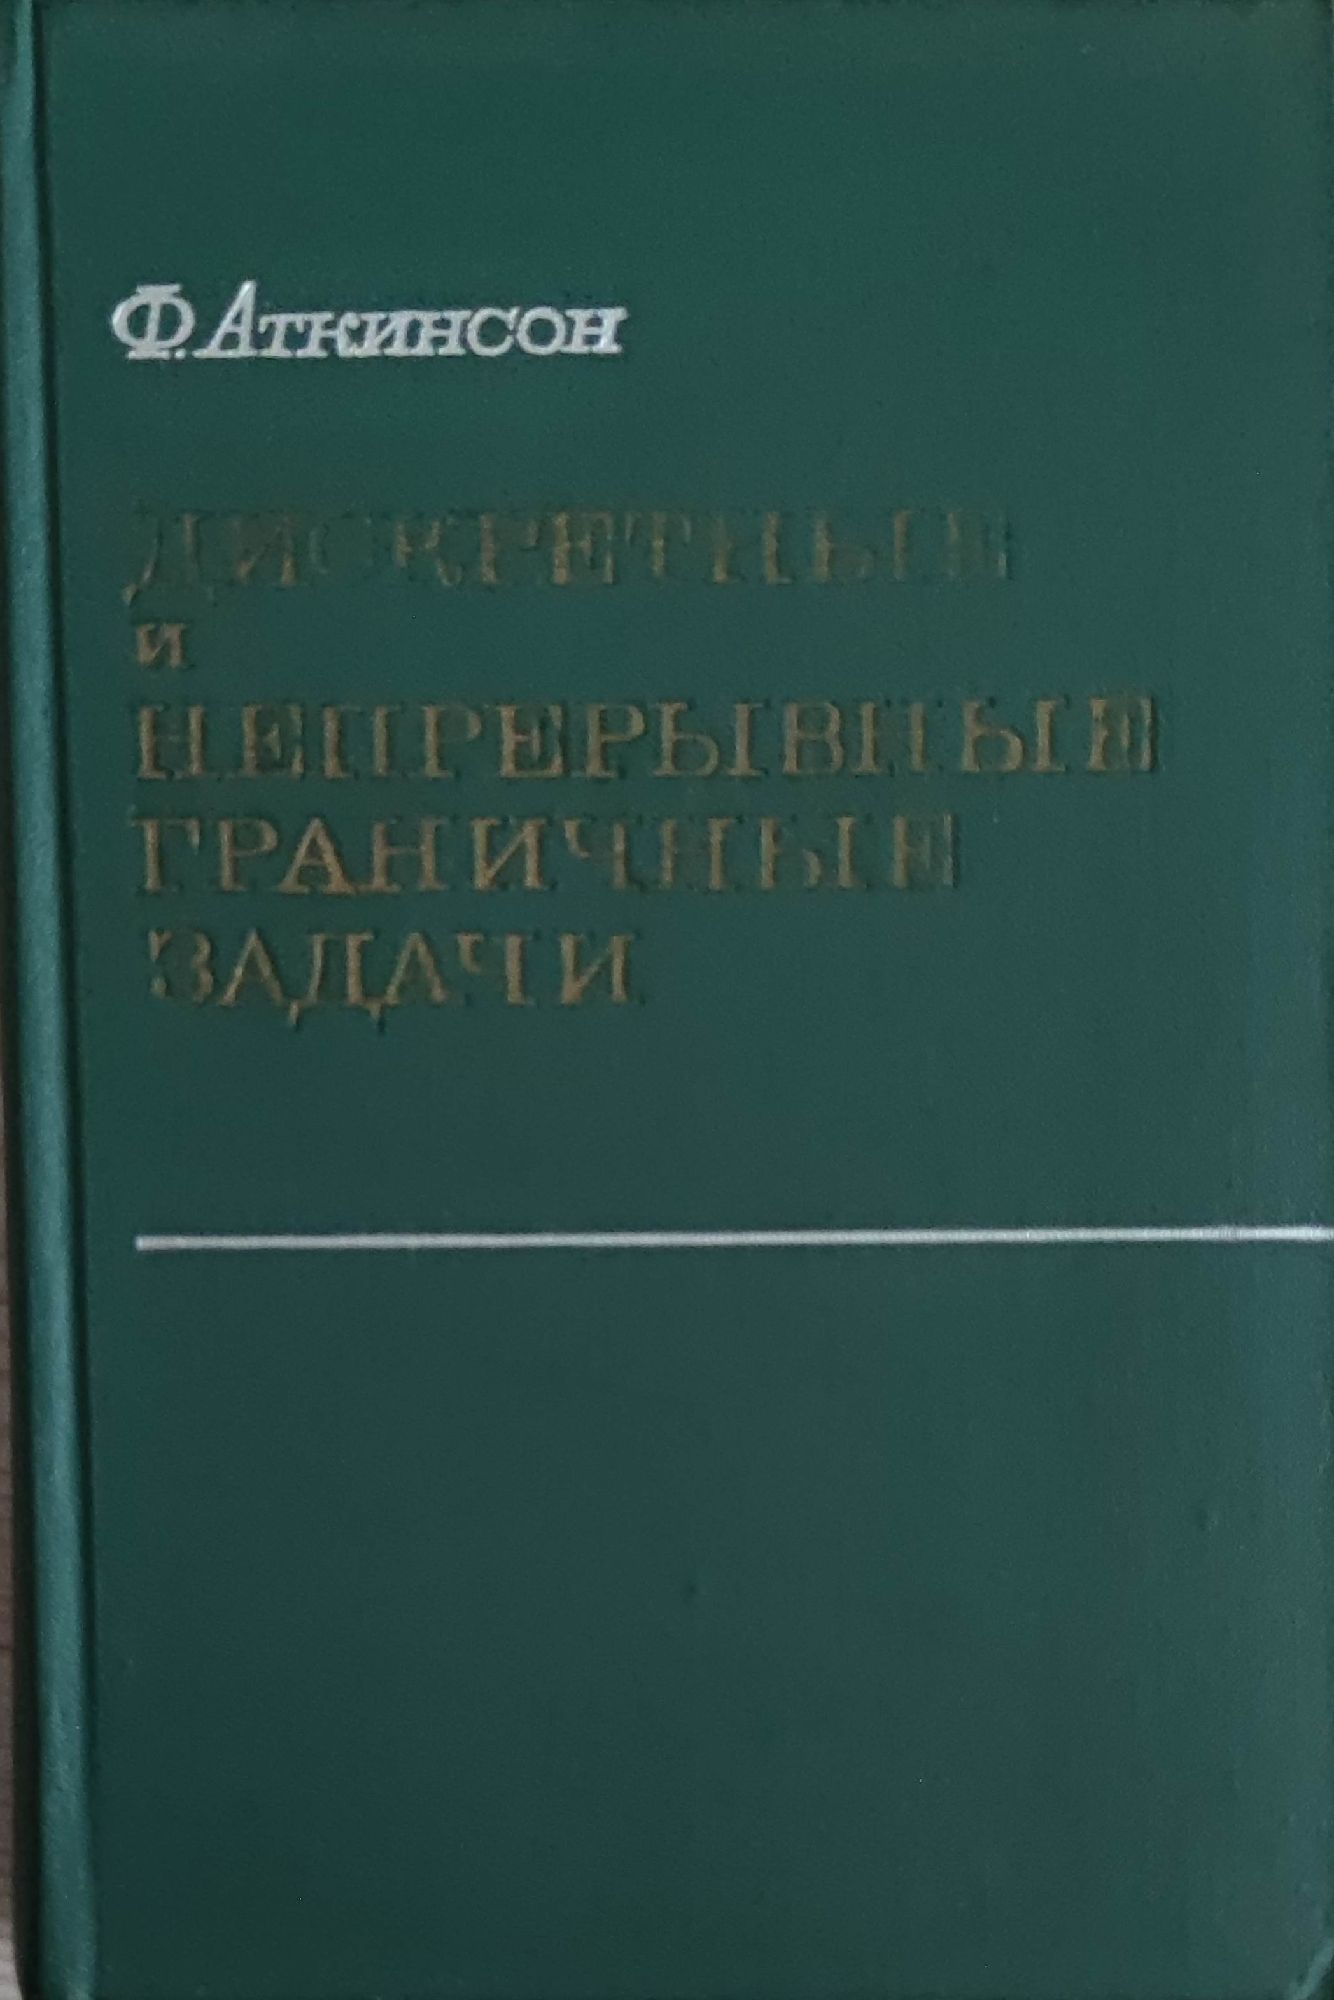 Ф. Аткинсон
ДИСКРЕТНЫЕ
И
НЕПРЕРЫВНЫЕ
ГРАНИЧНЫЕ
ЗАДАЧИ